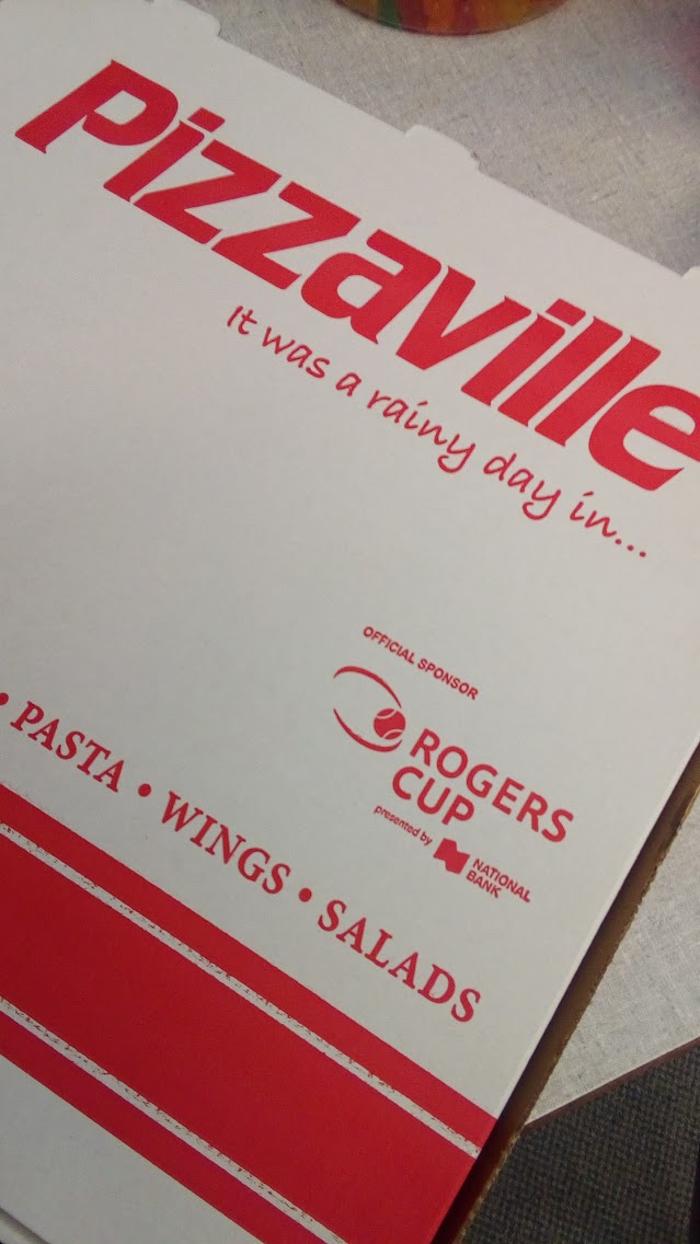 Pizzaville
It was a rainy day in...
OFFICIAL SPONSOR
ROGERS
CUP
presented by
NATIONAL
BANK
• PASTA • WINGS • SALADS